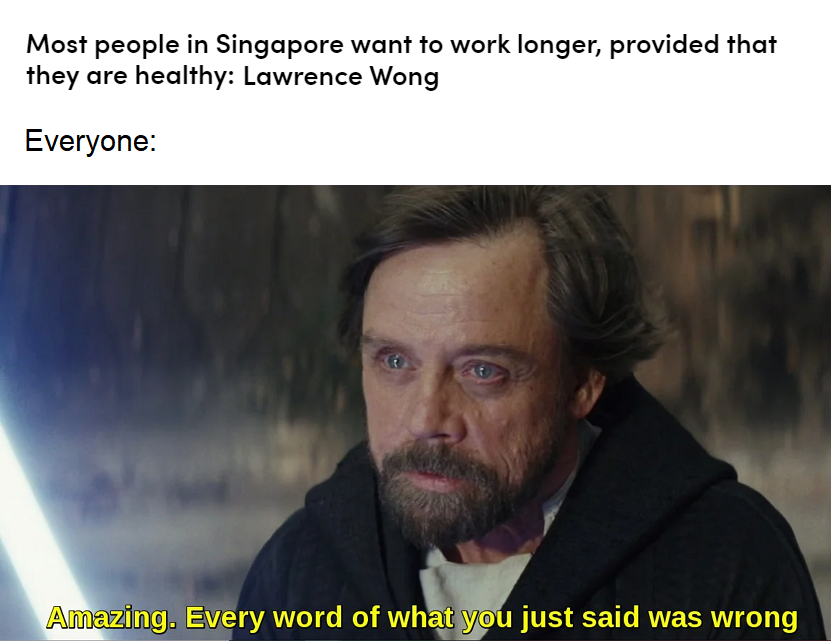 Most people in Singapore want to work longer, provided that
they are healthy: Lawrence Wong
Everyone:
Amazing. Every word of what you just said was wrong